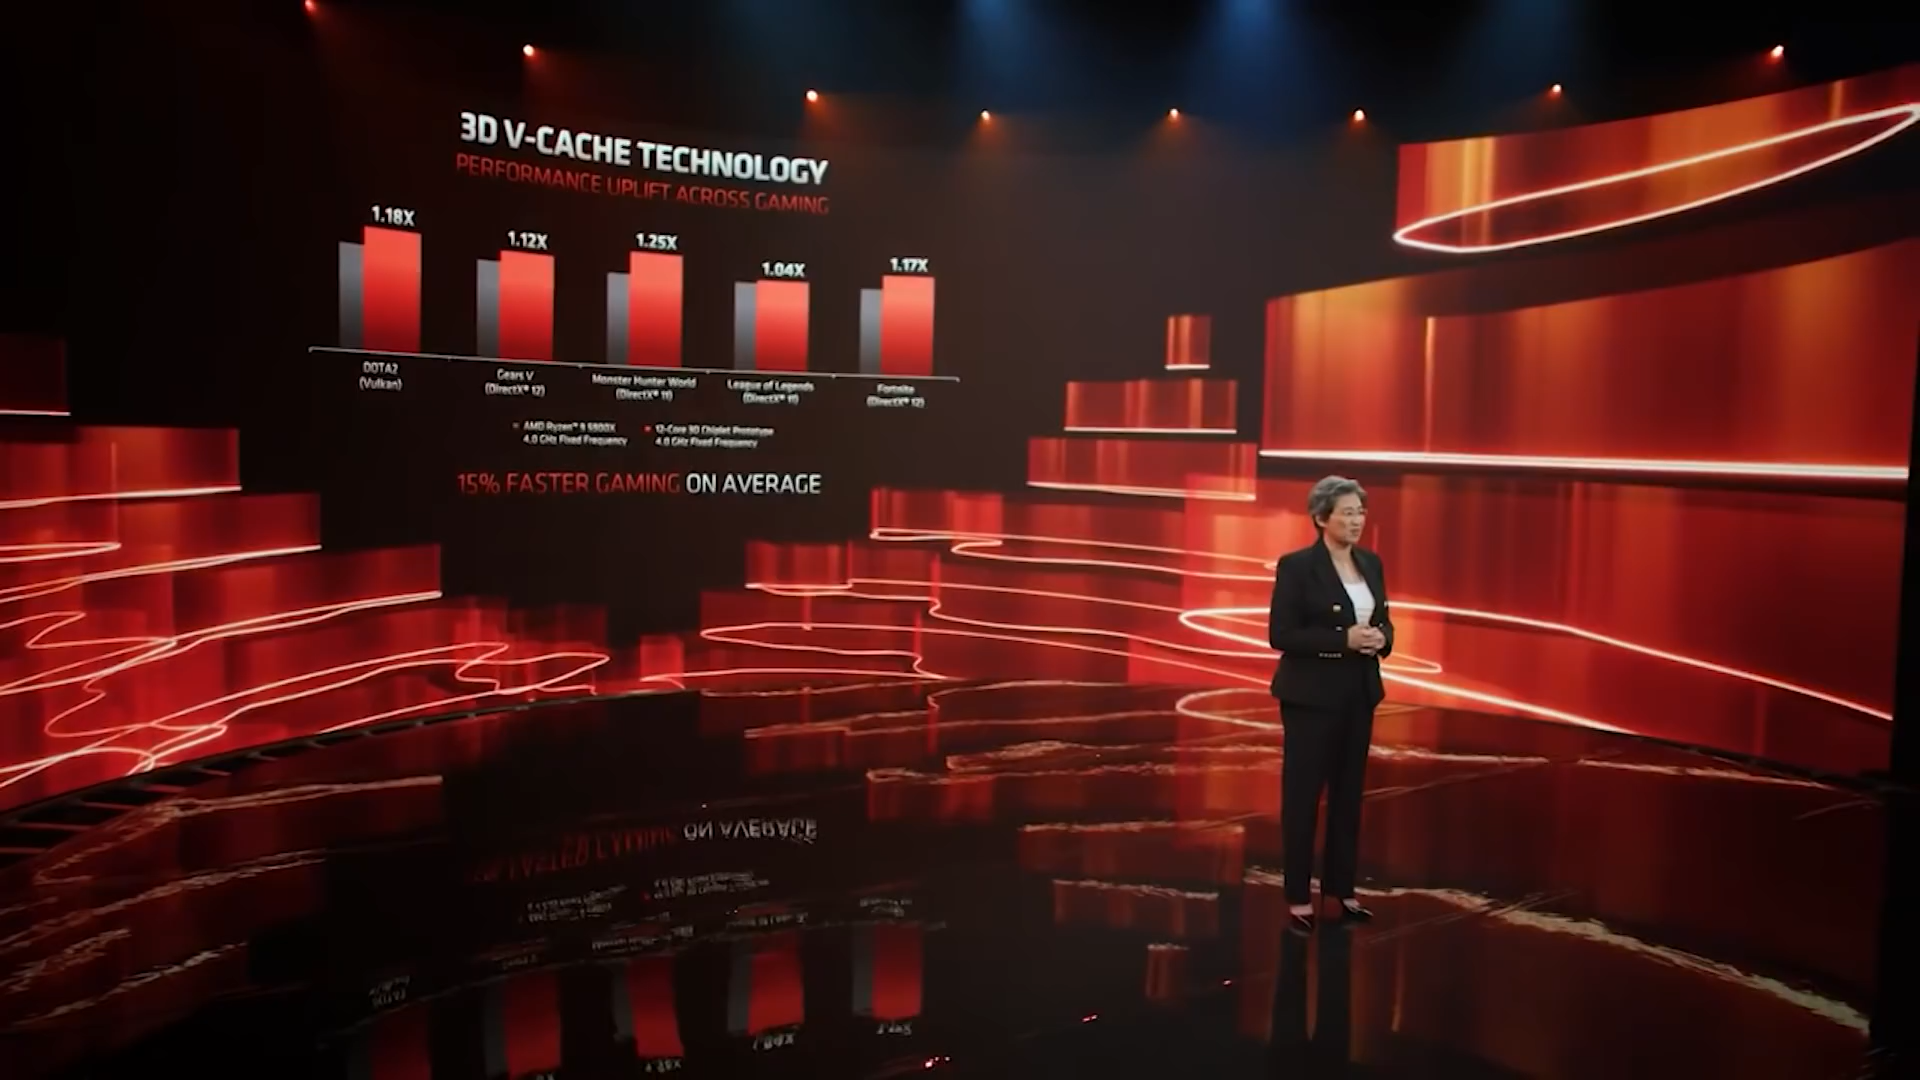 3D V-CACHE TECHNOLOGY
PERFORMANCE UPLIFT ACROSS GAMING
1.18X
1.12X
1.25X
1.04X
1.17X
DOTA2
(Vulkan)
Gears V
(DirectX® 12)
Monster Hunter World
(DirectX® 11)
League of Legends
(DirectX® 11)
Fortnite
(DirectX® 12)
AMD Ryzen™ 9 5900X
4.0 GHz Fixed Frequency
12-Core 3D Chiplet Prototype
4.0 GHz Fixed Frequency
15% FASTER GAMING ON AVERAGE